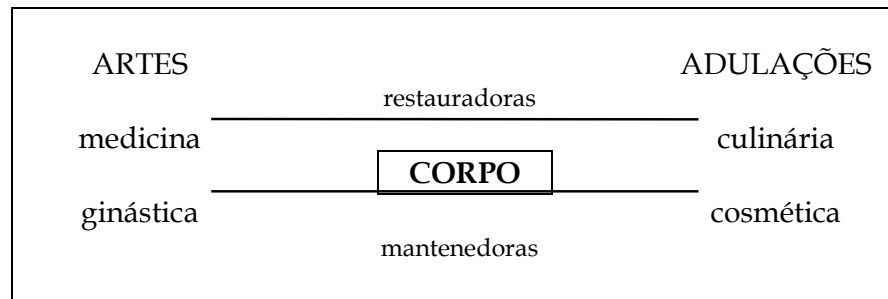 ARTES ADULAÇÕES
restauradoras
medicina culinária
CORPO
ginástica cosmética
mantenedoras